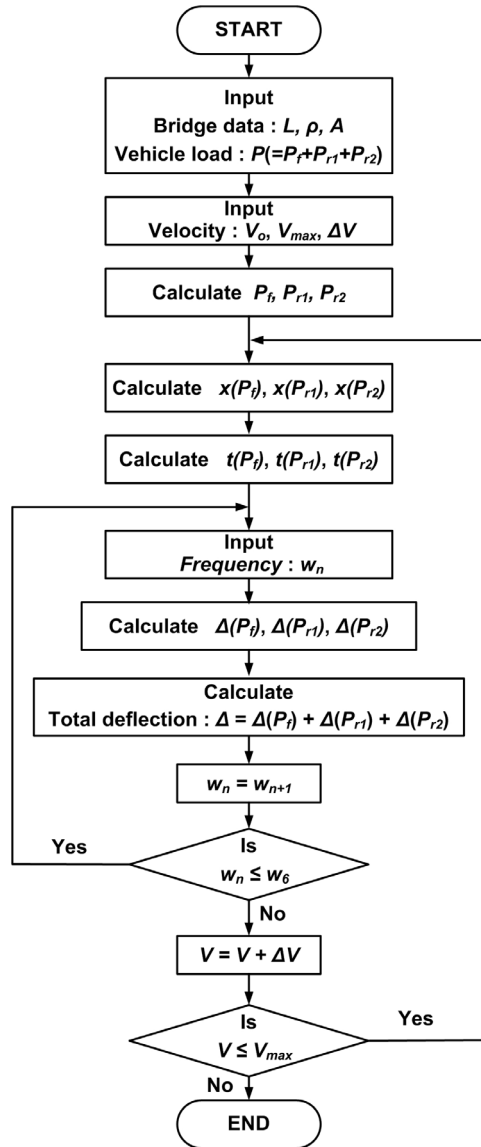 START
Input
Bridge data : L, ρ, A
Vehicle load : P(=Pf+Pr1+Pr2)
Input
Velocity : Vo, Vmax, ΔV
Calculate Pf, Pr1, Pr2
Calculate x(Pf), x(Pr1), x(Pr2)
Calculate t(Pf), t(Pr1), t(Pr2)
Input
Frequency : wn
Calculate Δ(Pf), Δ(Pr1), Δ(Pr2)
Calculate
Total deflection : Δ = Δ(Pf) + Δ(Pr1) + Δ(Pr2)
wn = wn+1
Yes
Is
wn ≤ w6
No
V = V + ΔV
Is
V ≤ Vmax
Yes
No
END